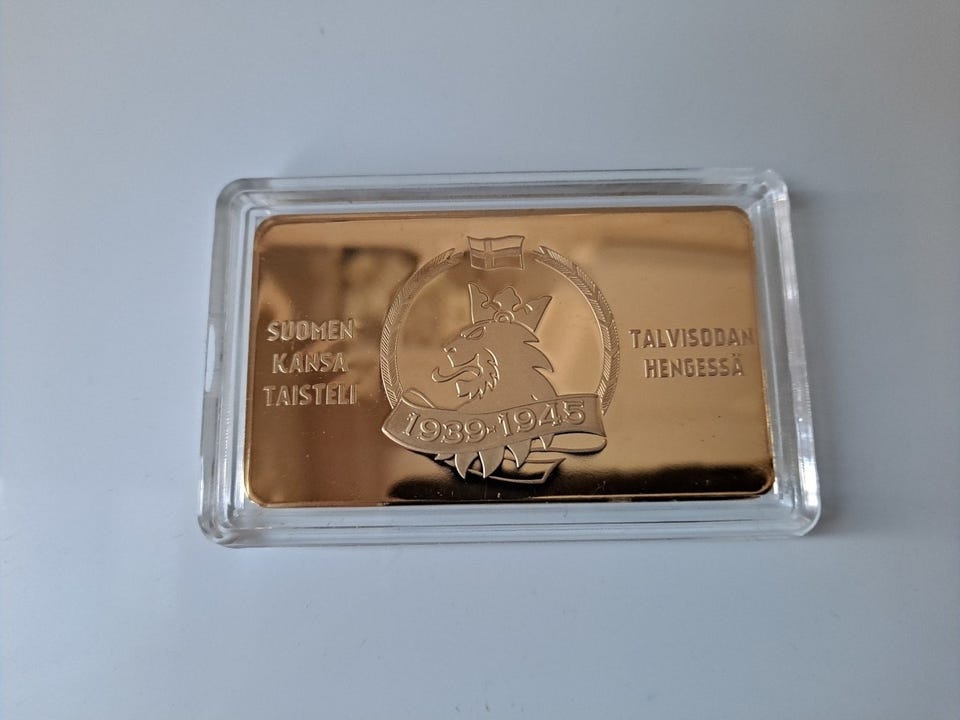 SUOMEN
KANSA
TAISTELI
1939-1945
TALVISODAN
HENGESSÄ